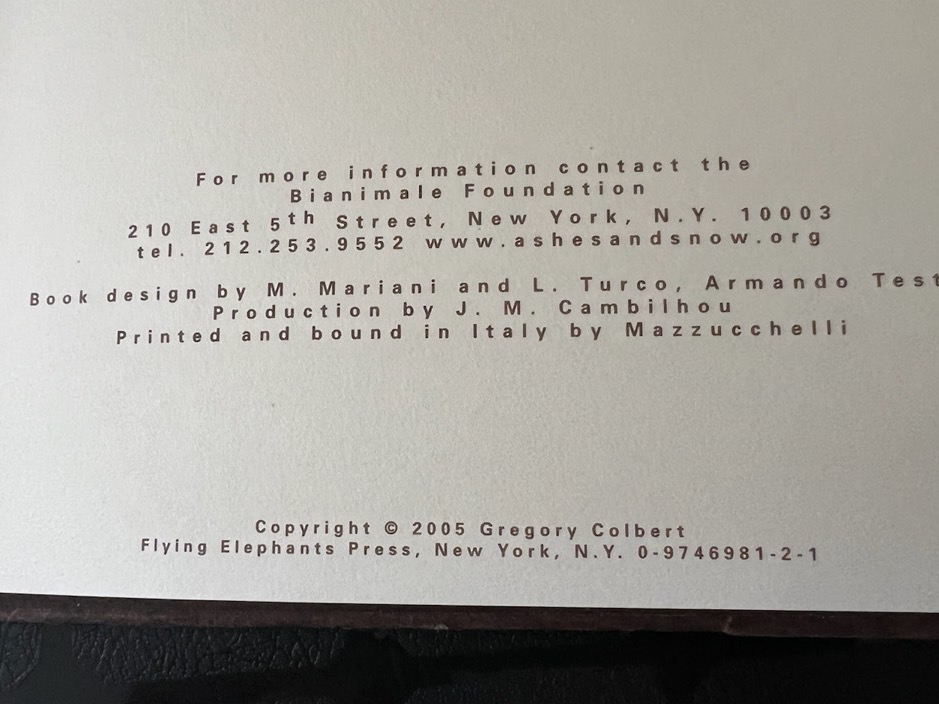 For more information contact the
Bianimale Foundation
210 East 5th Street, New York, N.Y. 10003
tel. 212.253.9552 www.ashesandsnow.org
Book design by M. Mariani and L. Turco, Armando Test
Production by J. M. Cambilhou
Printed and bound in Italy by Mazzucchelli
Copyright © 2005 Gregory Colbert
Flying Elephants Press, New York, N.Y. 0-9746981-2-1